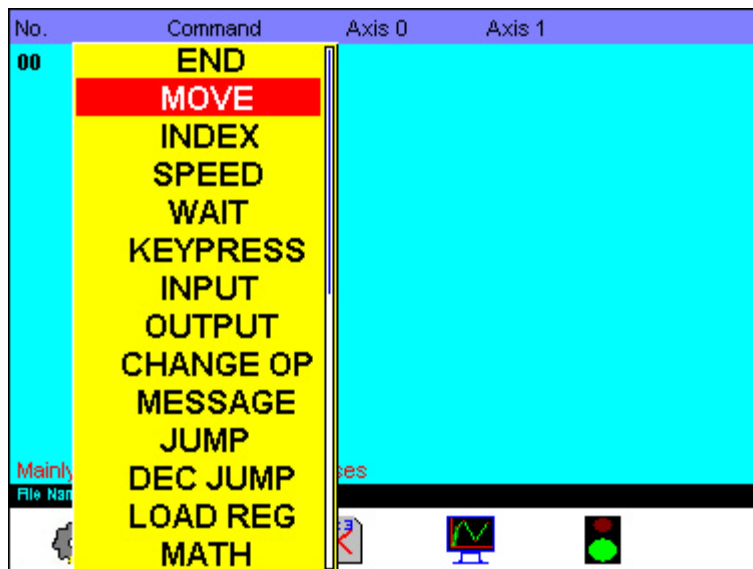 No. Command Axis 0 Axis 1
00 END
MOVE
INDEX
SPEED
WAIT
KEYPRESS
INPUT
OUTPUT
CHANGE OP
MESSAGE
JUMP
Mainly
DEC JUMP
LOAD REG
MATH